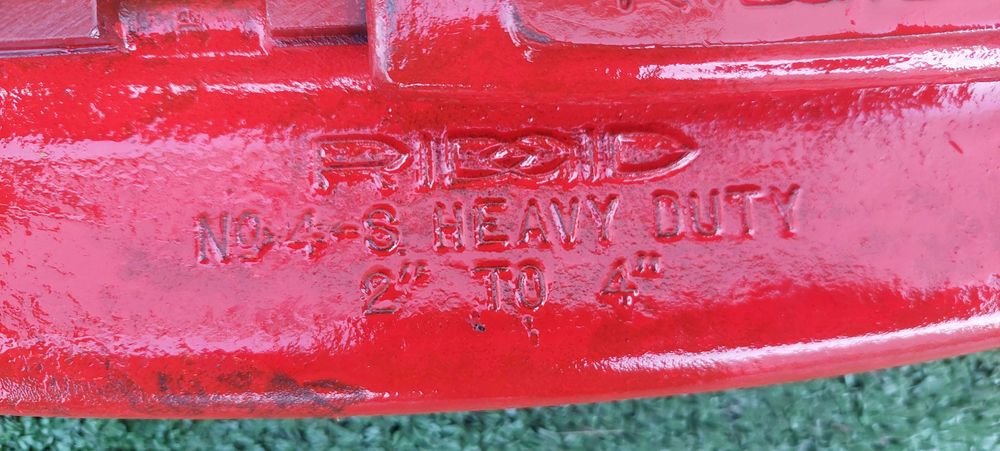 RIDGID
NO. 4-S HEAVY DUTY
2" TO 4"